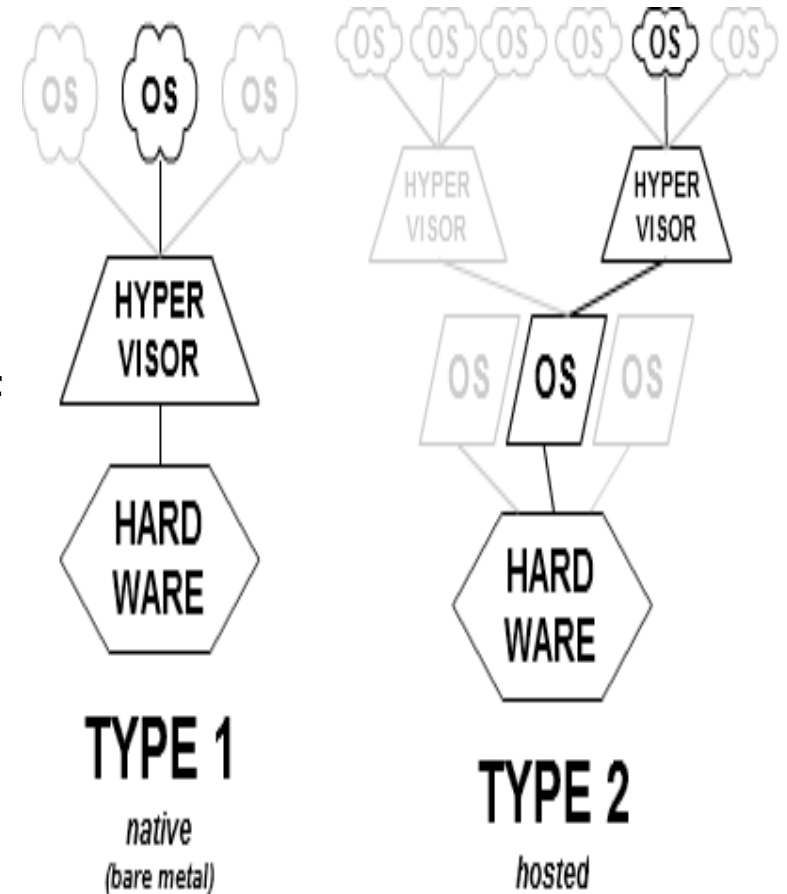 OS OS OS
HYPER
VISOR
HARD
WARE
TYPE 1
native
(bare metal)
OS OS OS OS OS OS
HYPER HYPER
VISOR VISOR
OS OS OS
HARD
WARE
TYPE 2
hosted